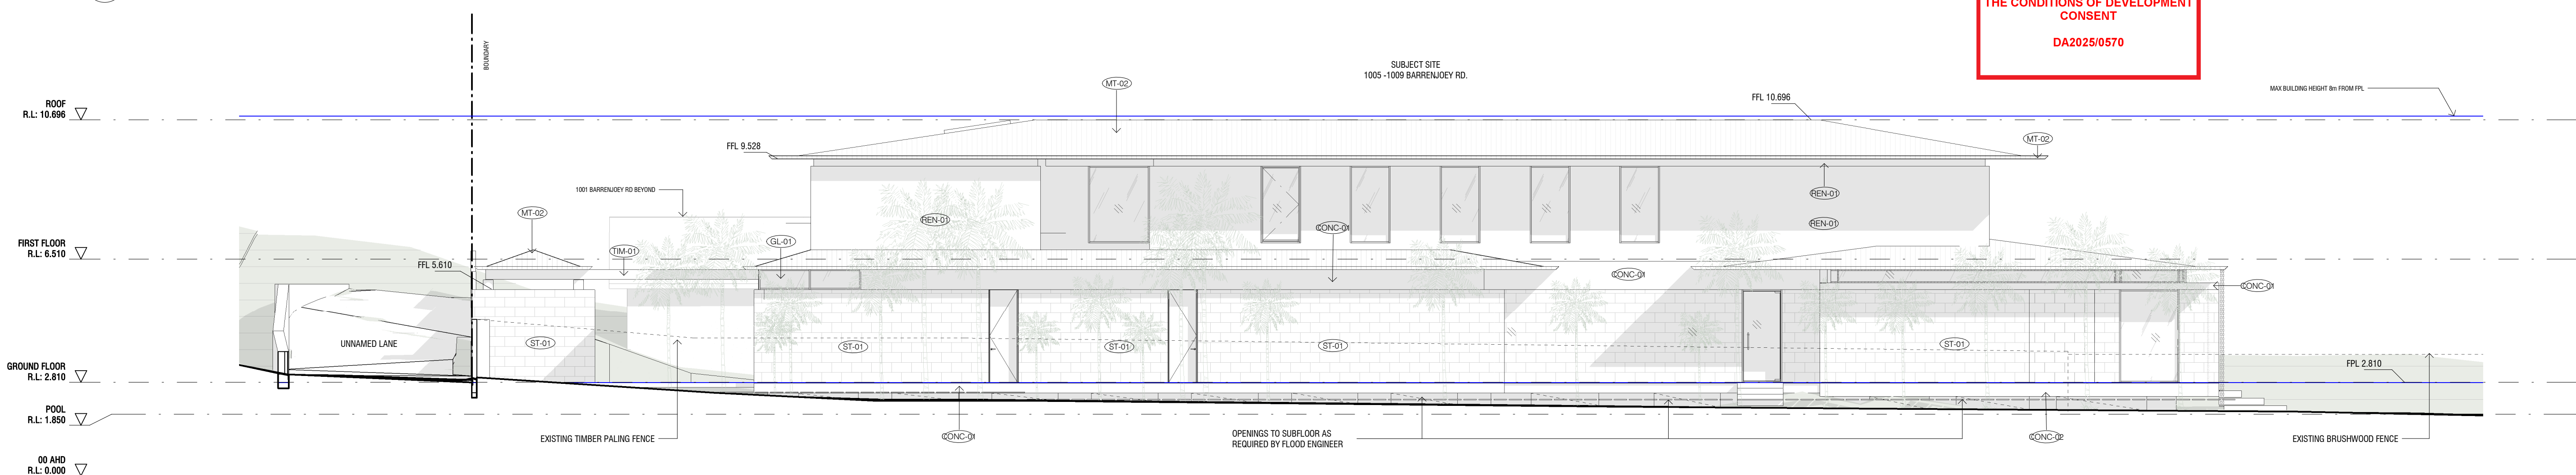 THE CONDITIONS OF DEVELOPMENT
CONSENT
DA2025/0570
BOUNDARY
SUBJECT SITE
1005 -1009 BARRENJOEY RD.
MT-02
MAX BUILDING HEIGHT 8m FROM FPL
ROOF
R.L: 10.696
FFL 10.696
FFL 9.528
MT-02
1001 BARRENJOEY RD BEYOND
REN-01
MT-02
REN-01
REN-01
CONC-01
FIRST FLOOR
R.L: 6.510
TIM-01
GL-01
FFL 5.610
CONC-01
CONC-01
UNNAMED LANE
ST-01
ST-01
ST-01
ST-01
ST-01
GROUND FLOOR
R.L: 2.810
FPL 2.810
POOL
R.L: 1.850
EXISTING TIMBER PALING FENCE
CONC-01
OPENINGS TO SUBFLOOR AS
REQUIRED BY FLOOD ENGINEER
CONC-02
EXISTING BRUSHWOOD FENCE
00 AHD
R.L: 0.000